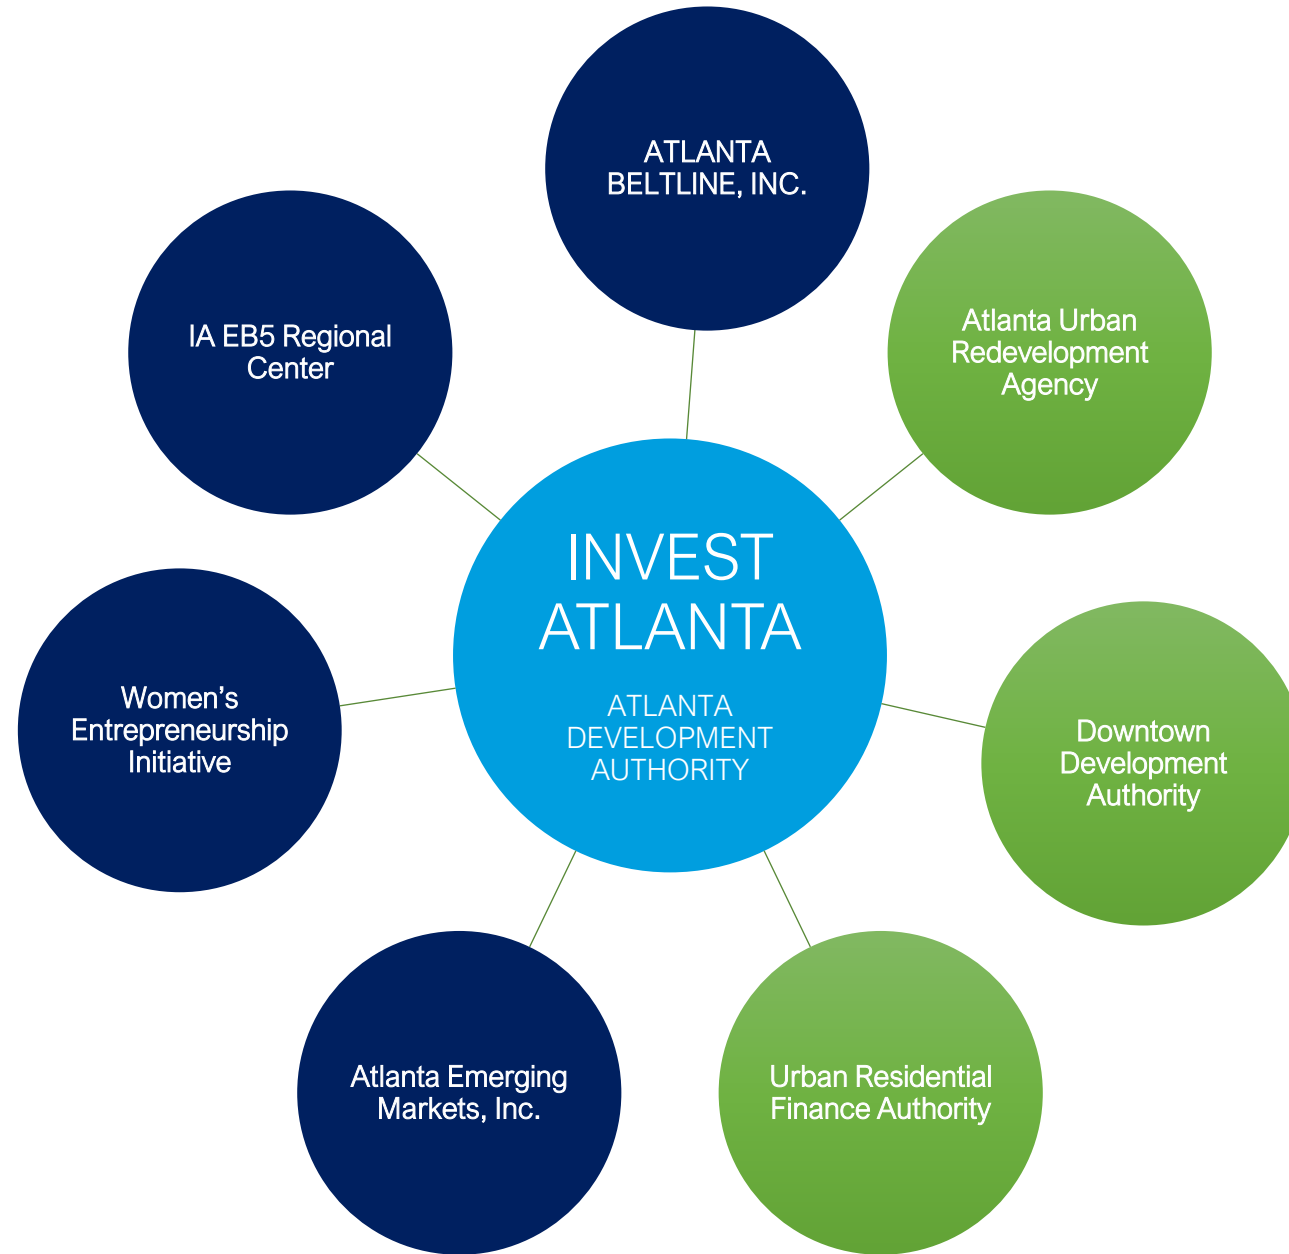 ATLANTA
BELTLINE, INC.
Atlanta Urban
Redevelopment
Agency
IA EB5 Regional
Center
INVEST
ATLANTA
ATLANTA
DEVELOPMENT
AUTHORITY
Women’s
Entrepreneurship
Initiative
Downtown
Development
Authority
Atlanta Emerging
Markets, Inc.
Urban Residential
Finance Authority